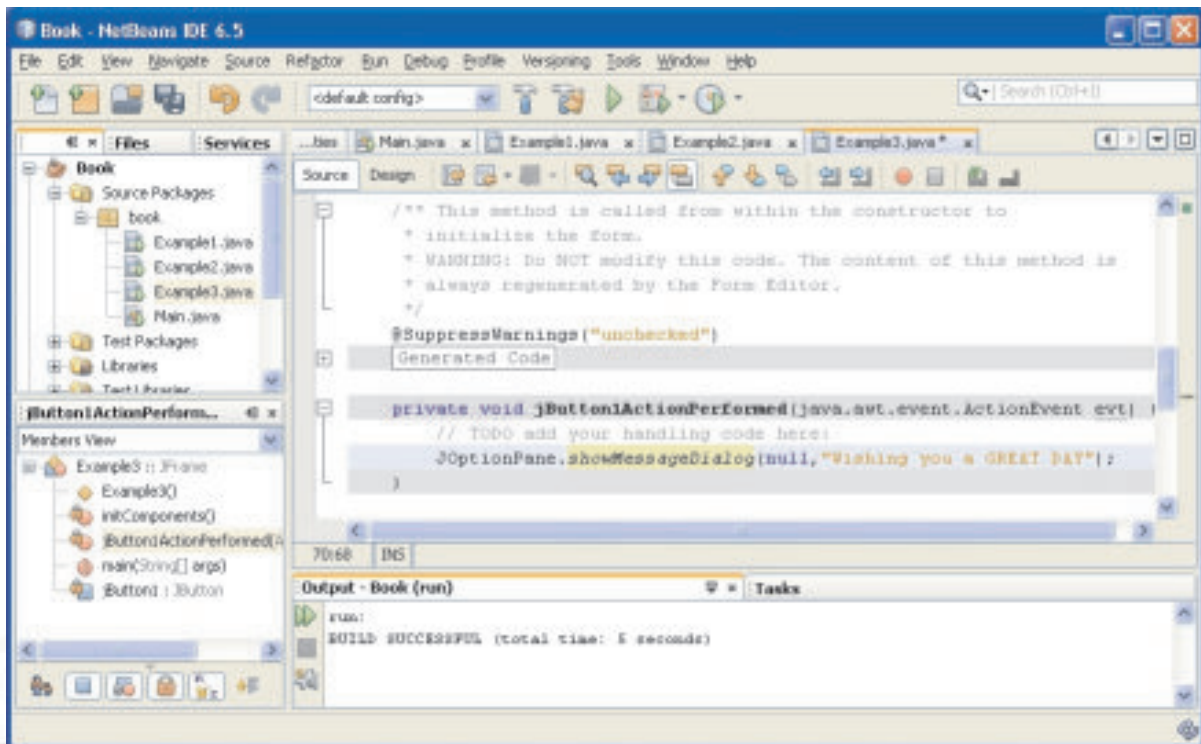 Book - NetBeans IDE 6.5
File Edit View Navigate Source Refactor Run Debug Profile Versioning Tools Window Help
<default config>
Search (Ctrl+I)
Files Services
Main.java x Example1.java x Example2.java x Example3.java* x
Source Design
Book
Source Packages
book
Example1.java
Example2.java
Example3.java
Main.java
Test Packages
Libraries
Test Libraries
jButton1ActionPerform...
Members View
Example3 :: JFrame
Example3()
initComponents()
jButton1ActionPerformed(A
main(String[] args)
jButton1 : JButton
/** This method is called from within the constructor to
* initialize the form.
* WARNING: Do NOT modify this code. The content of this method is
* always regenerated by the Form Editor.
*/
@SuppressWarnings("unchecked")
Generated Code
private void jButton1ActionPerformed(java.awt.event.ActionEvent evt)
// TODO add your handling code here:
JOptionPane.showMessageDialog(null,"Wishing you a GREAT DAY");
}
70:68 INS
Output - Book (run) Tasks
run:
BUILD SUCCESSFUL (total time: 5 seconds)